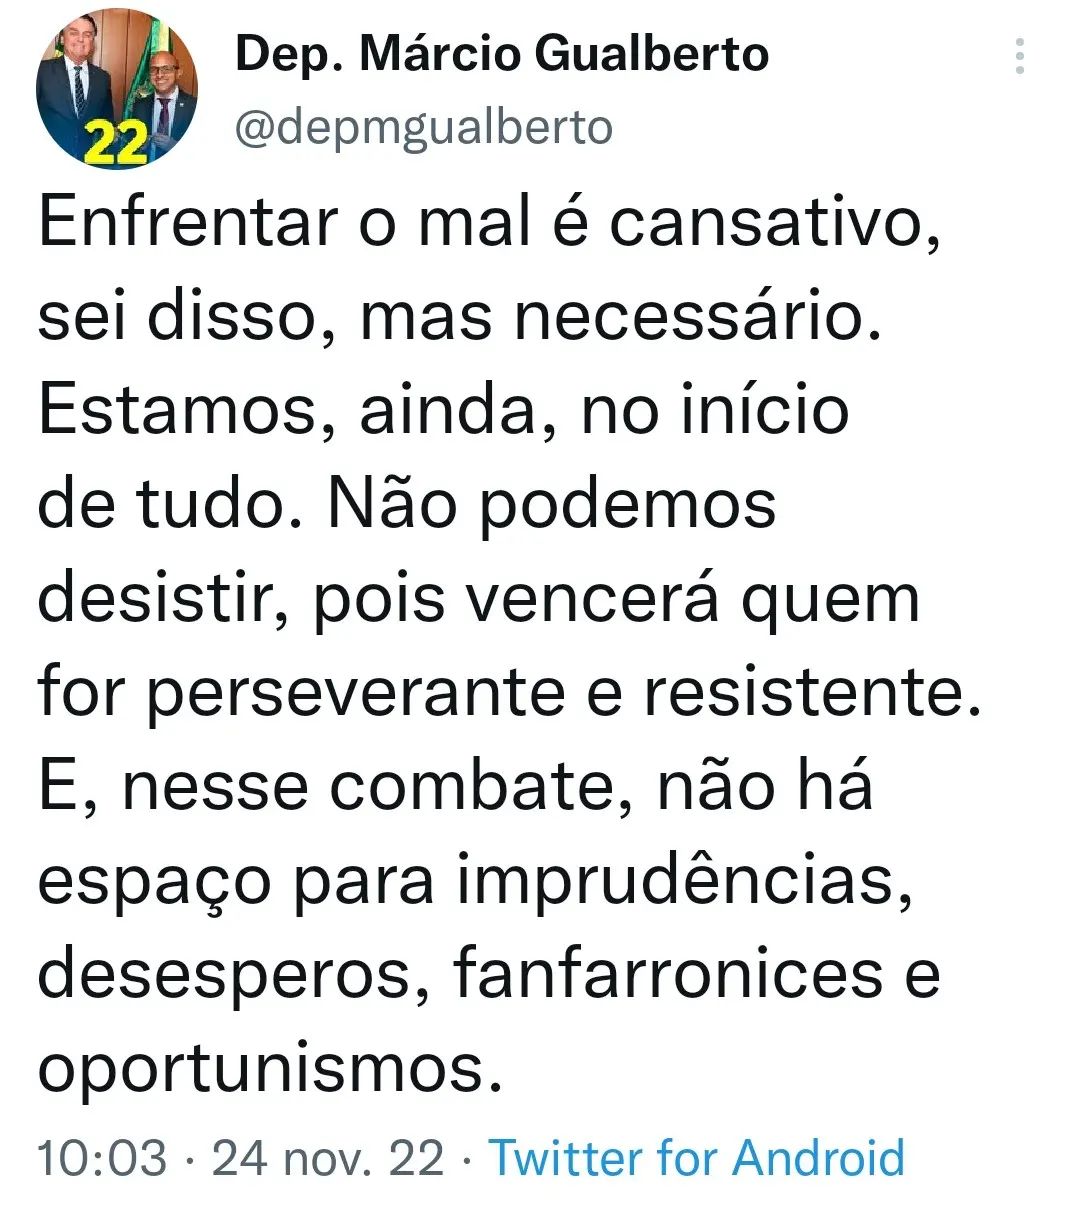 22
Dep. Márcio Gualberto
@depmgualberto
Enfrentar o mal é cansativo,
sei disso, mas necessário.
Estamos, ainda, no início
de tudo. Não podemos
desistir, pois vencerá quem
for perseverante e resistente.
E, nesse combate, não há
espaço para imprudências,
desesperos, fanfarronices e
oportunismos.
10:03 · 24 nov. 22 · Twitter for Android